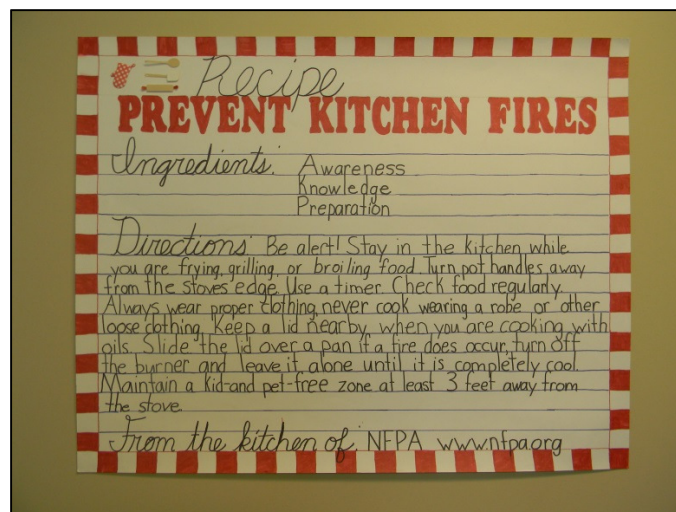 Recipe
PREVENT KITCHEN FIRES
Ingredients: Awareness
Knowledge
Preparation
Directions: Be alert! Stay in the kitchen while
you are frying, grilling, or broiling food. Turn pot handles away
from the stoves edge. Use a timer. Check food regularly.
Always wear proper clothing, never cook wearing a robe or other
loose clothing. Keep a lid nearby when you are cooking with
oils. Slide the lid over a pan if a fire does occur, turn off
the burner and leave it alone until it is completely cool.
Maintain a kid-and pet-free zone at least 3 feet away from
the stove.
From the kitchen of: NFPA www.nfpa.org